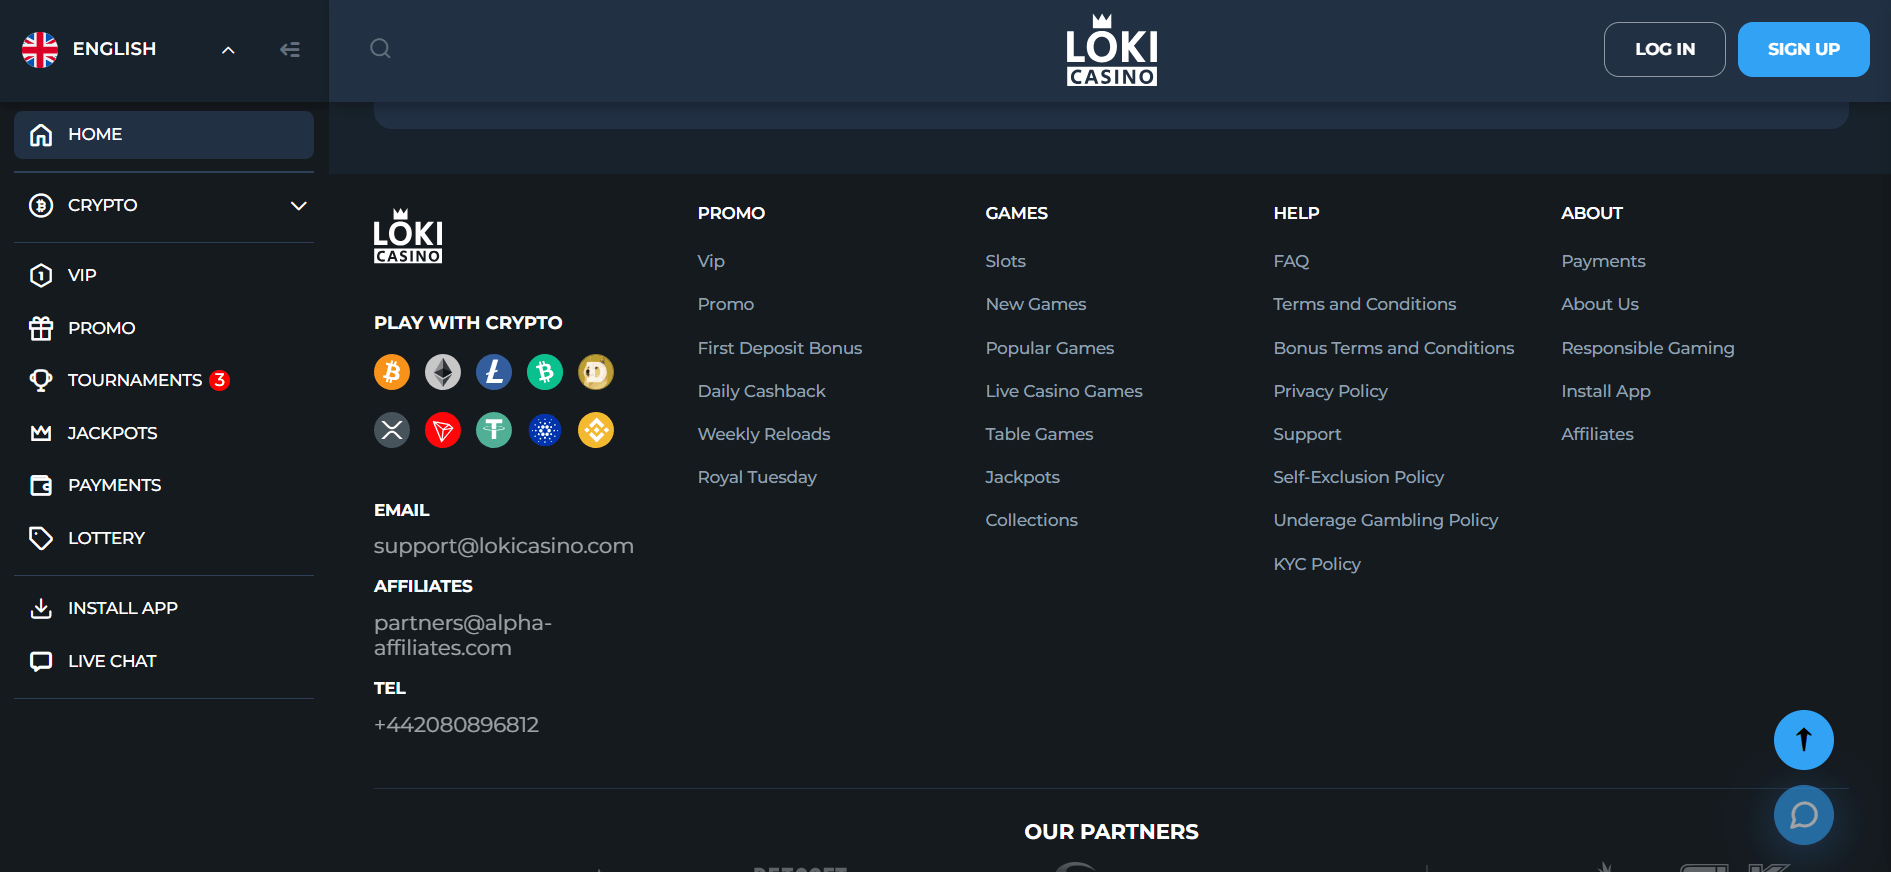 ENGLISH
LOKI
CASINO
LOG IN
SIGN UP
HOME
CRYPTO
VIP
PROMO
TOURNAMENTS 3
JACKPOTS
PAYMENTS
LOTTERY
INSTALL APP
LIVE CHAT
LOKI
CASINO
PLAY WITH CRYPTO
EMAIL
support@lokicasino.com
AFFILIATES
partners@alpha-
affiliates.com
TEL
+442080896812
PROMO
Vip
Promo
First Deposit Bonus
Daily Cashback
Weekly Reloads
Royal Tuesday
GAMES
Slots
New Games
Popular Games
Live Casino Games
Table Games
Jackpots
Collections
HELP
FAQ
Terms and Conditions
Bonus Terms and Conditions
Privacy Policy
Support
Self-Exclusion Policy
Underage Gambling Policy
KYC Policy
ABOUT
Payments
About Us
Responsible Gaming
Install App
Affiliates
OUR PARTNERS